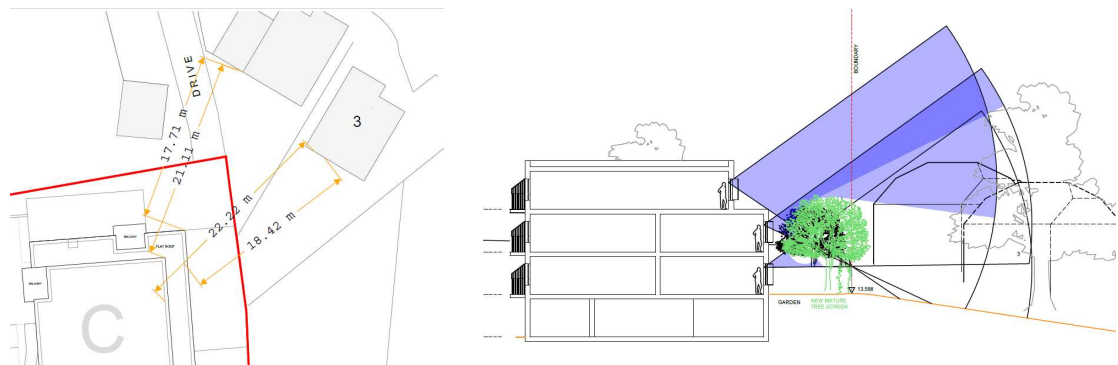 DRIVE
17.71 m
21.11 m
3
22.22 m
18.42 m
BALCONY
FLAT ROOF
BALCONY
C
BOUNDARY
3
13.586
GARDEN
NEW MATURE
TREE SCREEN